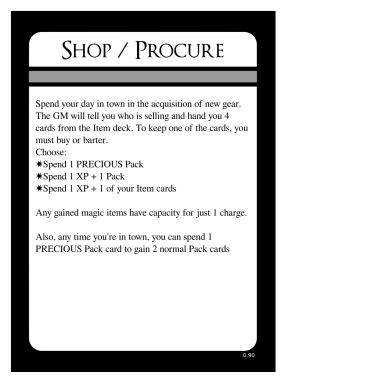 Shop / Procure
Spend your day in town in the acquisition of new gear.
The GM will tell you who is selling and hand you 4
cards from the Item deck. To keep one of the cards, you
must buy or barter.
Choose:
✷Spend 1 PRECIOUS Pack
✷Spend 1 XP + 1 Pack
✷Spend 1 XP + 1 of your Item cards
Any gained magic items have capacity for just 1 charge.
Also, any time you're in town, you can spend 1
PRECIOUS Pack card to gain 2 normal Pack cards
0.90